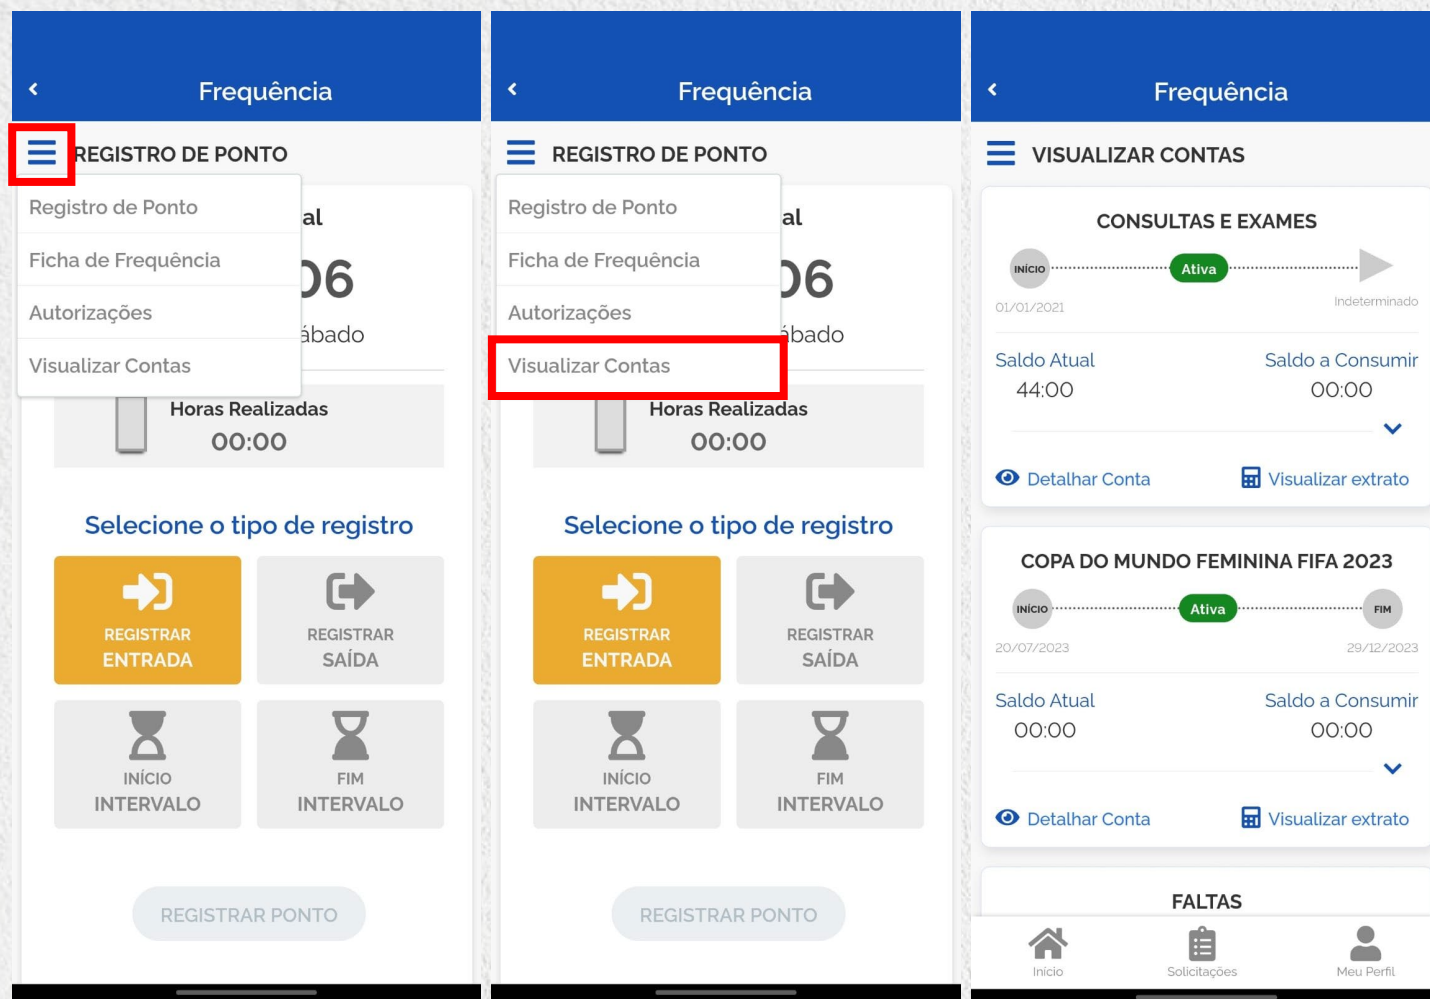 Frequência
REGISTRO DE PONTO
Registro de Ponto
al
Ficha de Frequência
06
Autorizações
ábado
Visualizar Contas
Horas Realizadas
00:00
Selecione o tipo de registro
REGISTRAR
ENTRADA
REGISTRAR
SAÍDA
INÍCIO
INTERVALO
FIM
INTERVALO
REGISTRAR PONTO
Frequência
REGISTRO DE PONTO
Registro de Ponto
al
Ficha de Frequência
06
Autorizações
ábado
Visualizar Contas
Horas Realizadas
00:00
Selecione o tipo de registro
REGISTRAR
ENTRADA
REGISTRAR
SAÍDA
INÍCIO
INTERVALO
FIM
INTERVALO
REGISTRAR PONTO
Frequência
VISUALIZAR CONTAS
CONSULTAS E EXAMES
INÍCIO Ativa
01/01/2021 Indeterminado
Saldo Atual Saldo a Consumir
44:00 00:00
Detalhar Conta Visualizar extrato
COPA DO MUNDO FEMININA FIFA 2023
INÍCIO Ativa FIM
20/07/2023 29/12/2023
Saldo Atual Saldo a Consumir
00:00 00:00
Detalhar Conta Visualizar extrato
FALTAS
Início Solicitações Meu Perfil